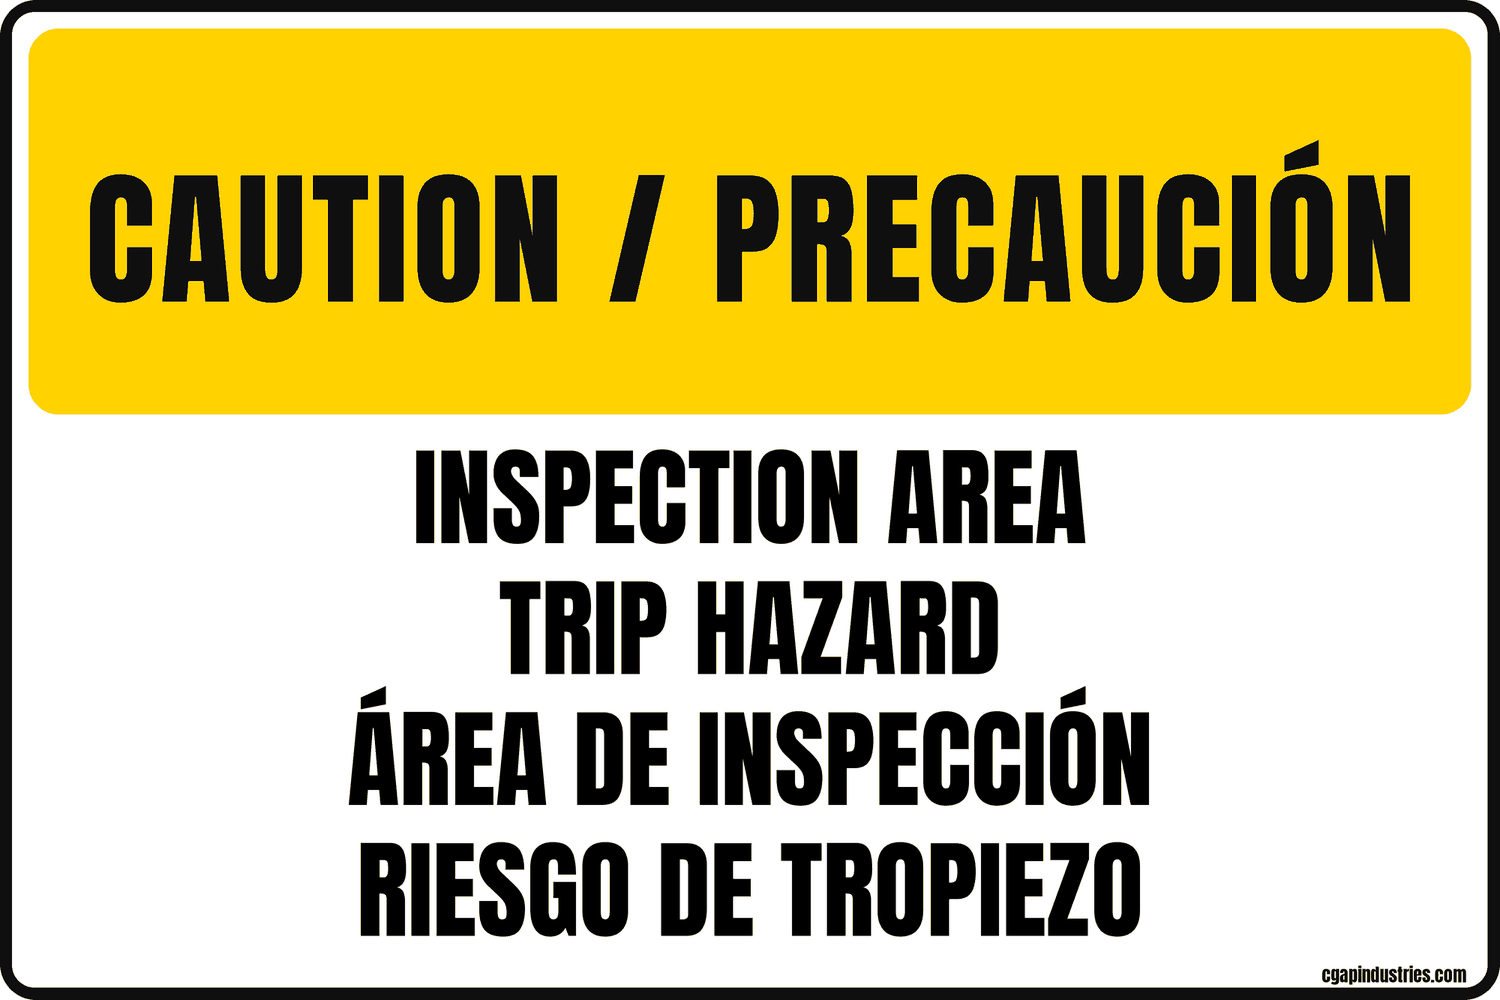 CAUTION / PRECAUCIÓN
INSPECTION AREA
TRIP HAZARD
ÁREA DE INSPECCIÓN
RIESGO DE TROPIEZO
cgapindustries.com